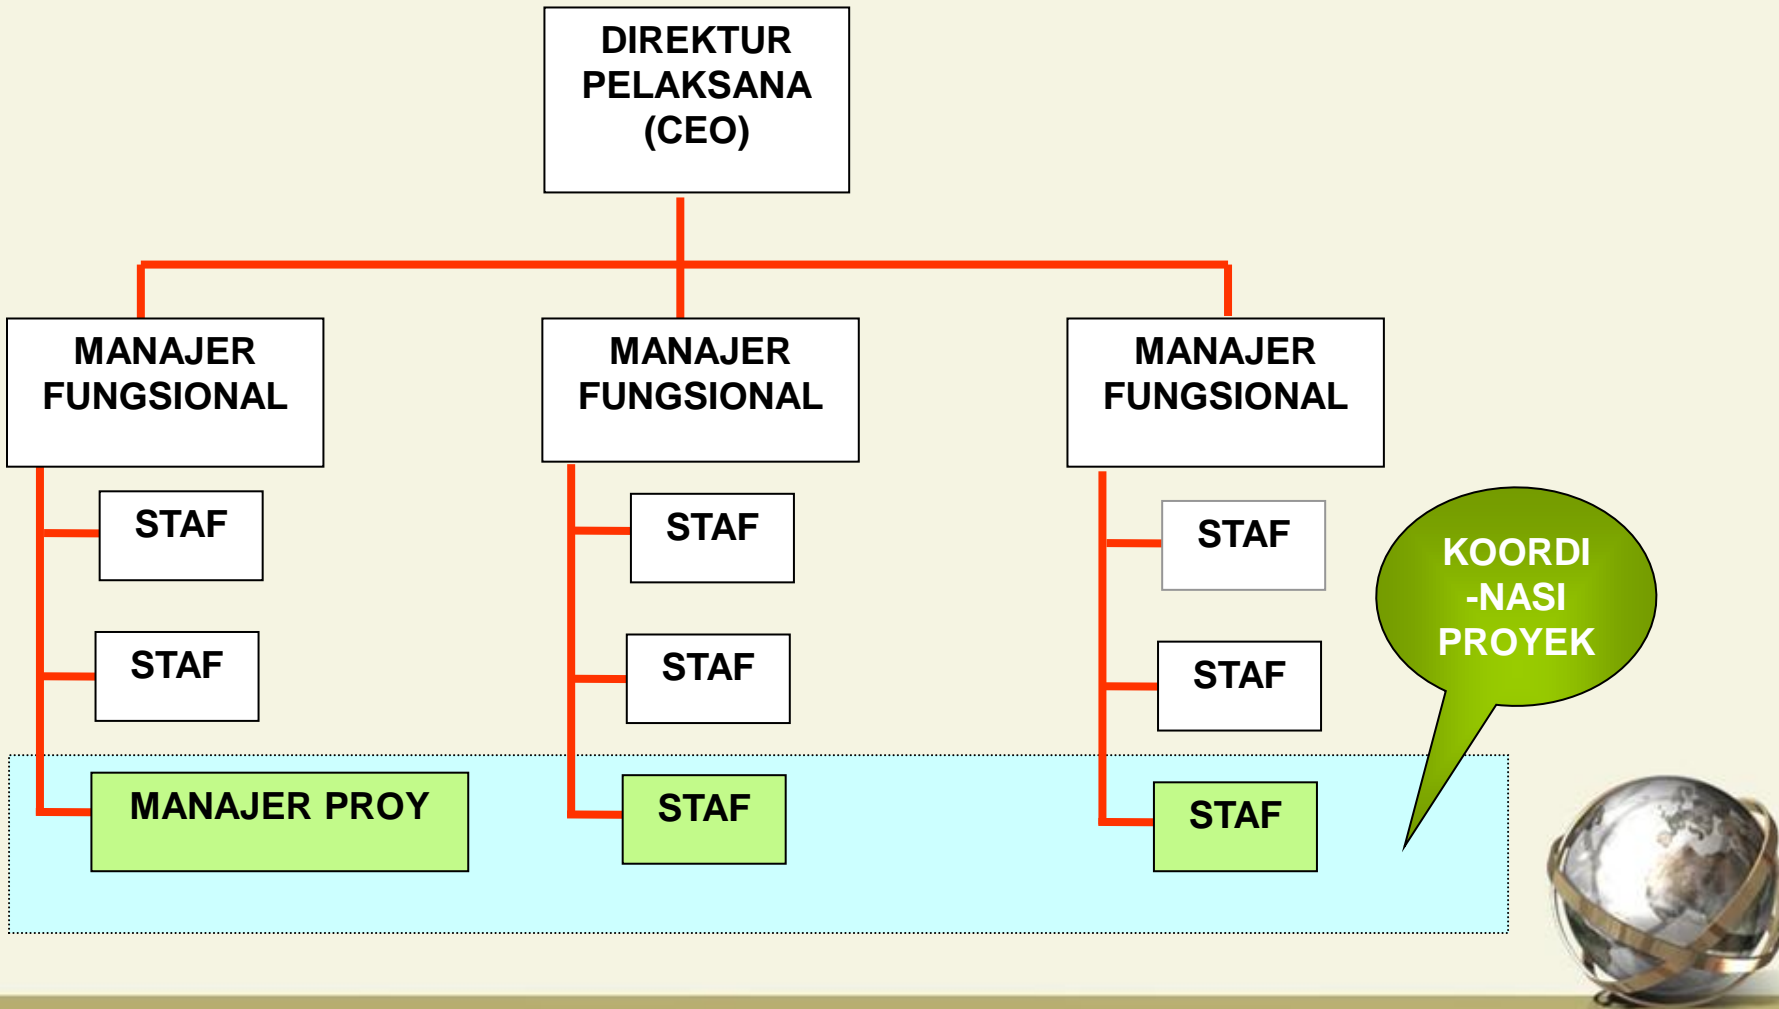 DIREKTUR
PELAKSANA
(CEO)
MANAJER
FUNGSIONAL
MANAJER
FUNGSIONAL
MANAJER
FUNGSIONAL
STAF
STAF
STAF
KOORDI
-NASI
PROYEK
STAF
STAF
STAF
MANAJER PROY
STAF
STAF